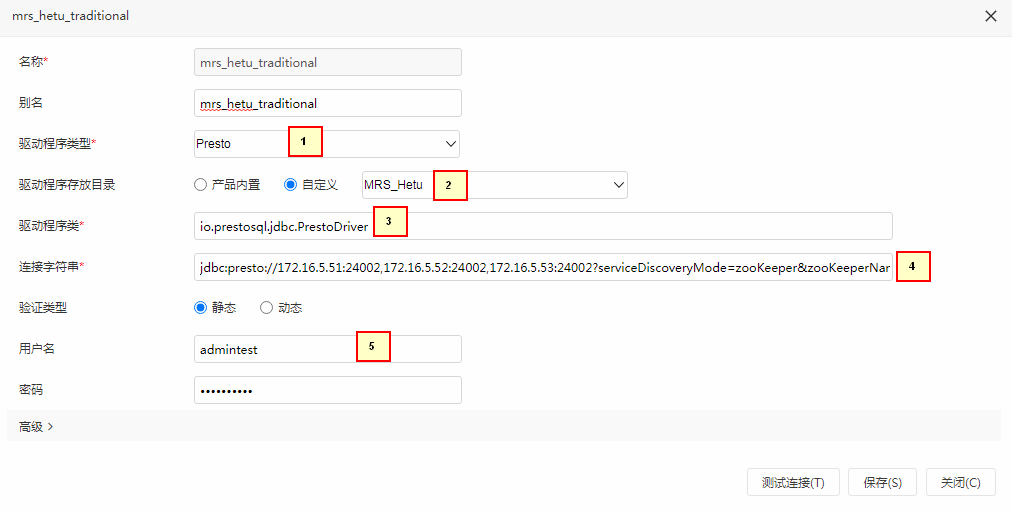 mrs_hetu_traditional
名称* mrs_hetu_traditional
别名 mrs_hetu_traditional
驱动程序类型* Presto 1
驱动程序存放目录 产品内置 自定义 MRS_Hetu 2
驱动程序类* io.prestosql.jdbc.PrestoDriver 3
连接字符串* jdbc:presto://172.16.5.51:24002,172.16.5.52:24002,172.16.5.53:24002?serviceDiscoveryMode=zooKeeper&zooKeeperNar 4
验证类型 静态 动态
用户名 admintest 5
密码 ••••••••••
高级 >
测试连接(T) 保存(S) 关闭(C)